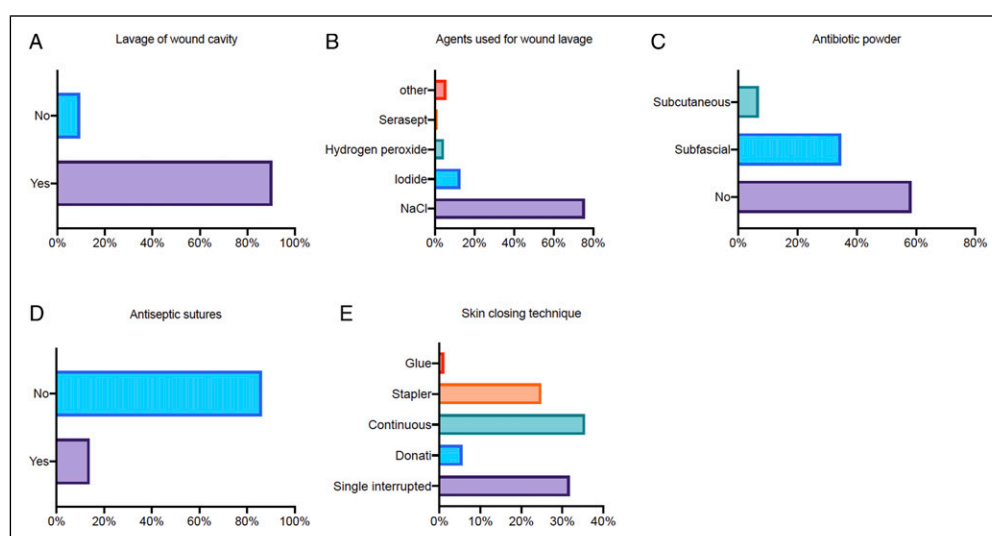 A
Lavage of wound cavity
No
Yes
0% 20% 40% 60% 80% 100%
B
Agents used for wound lavage
other
Serasept
Hydrogen peroxide
Iodide
NaCl
0% 20% 40% 60% 80%
C
Antibiotic powder
Subcutaneous
Subfascial
No
0% 20% 40% 60% 80%
D
Antiseptic sutures
No
Yes
0% 20% 40% 60% 80% 100%
E
Skin closing technique
Glue
Stapler
Continuous
Donati
Single interrupted
0% 10% 20% 30% 40%